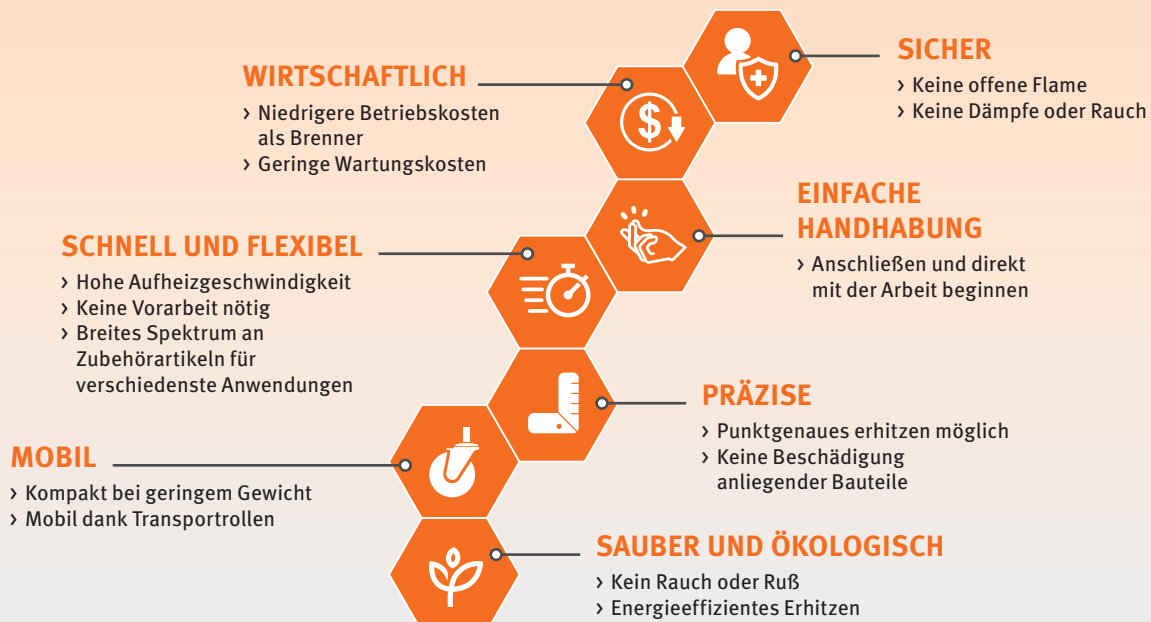 SICHER
› Keine offene Flame
› Keine Dämpfe oder Rauch
WIRTSCHAFTLICH
› Niedrigere Betriebskosten
als Brenner
› Geringe Wartungskosten
$
EINFACHE
HANDHABUNG
› Anschließen und direkt
mit der Arbeit beginnen
SCHNELL UND FLEXIBEL
› Hohe Aufheizgeschwindigkeit
› Keine Vorarbeit nötig
› Breites Spektrum an
Zubehörartikeln für
verschiedenste Anwendungen
PRÄZISE
› Punktgenaues erhitzen möglich
› Keine Beschädigung
anliegender Bauteile
MOBIL
› Kompakt bei geringem Gewicht
› Mobil dank Transportrollen
SAUBER UND ÖKOLOGISCH
› Kein Rauch oder Ruß
› Energieeffizientes Erhitzen